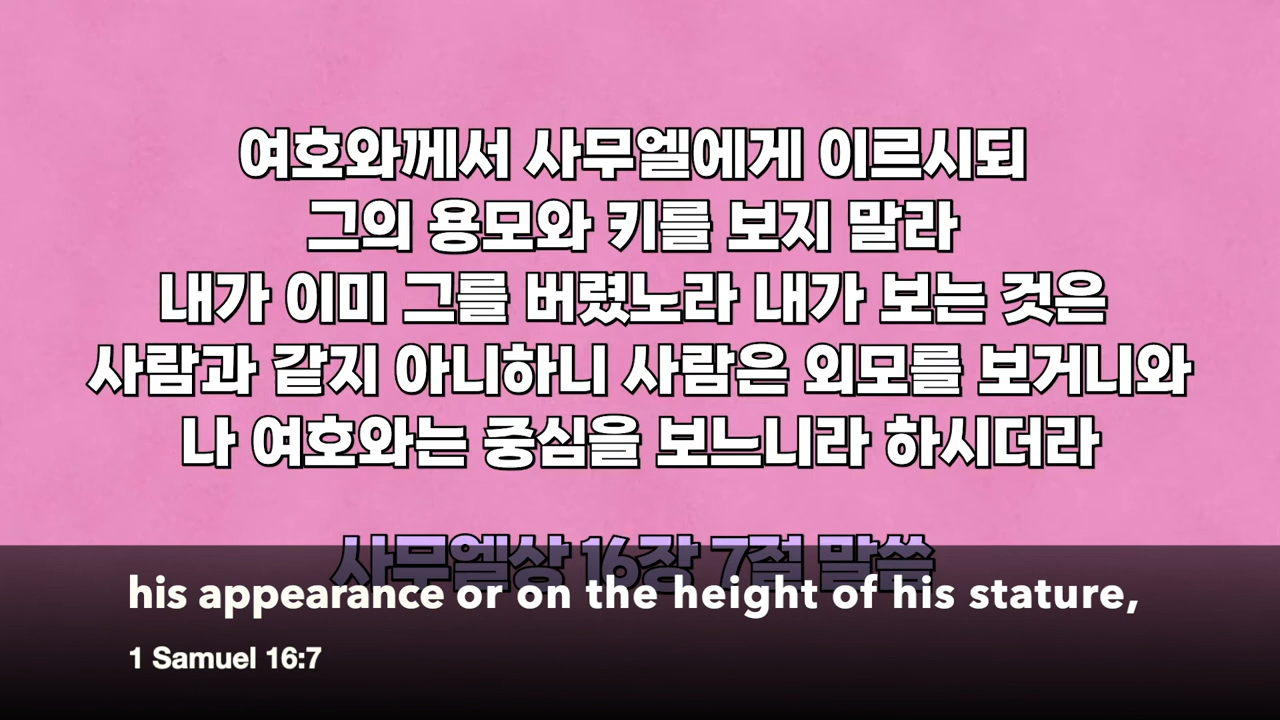 여호와께서 사무엘에게 이르시되
그의 용모와 키를 보지 말라
내가 이미 그를 버렸노라 내가 보는 것은
사람과 같지 아니하니 사람은 외모를 보거니와
나 여호와는 중심을 보느니라 하시더라
사무엘상 16장 7절 말씀
his appearance or on the height of his stature,
1 Samuel 16:7